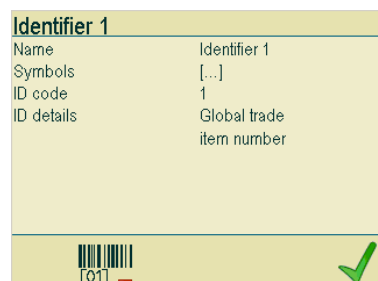 Identifier 1
Name Identifier 1
Symbols [...]
ID code 1
ID details Global trade
item number
[01]